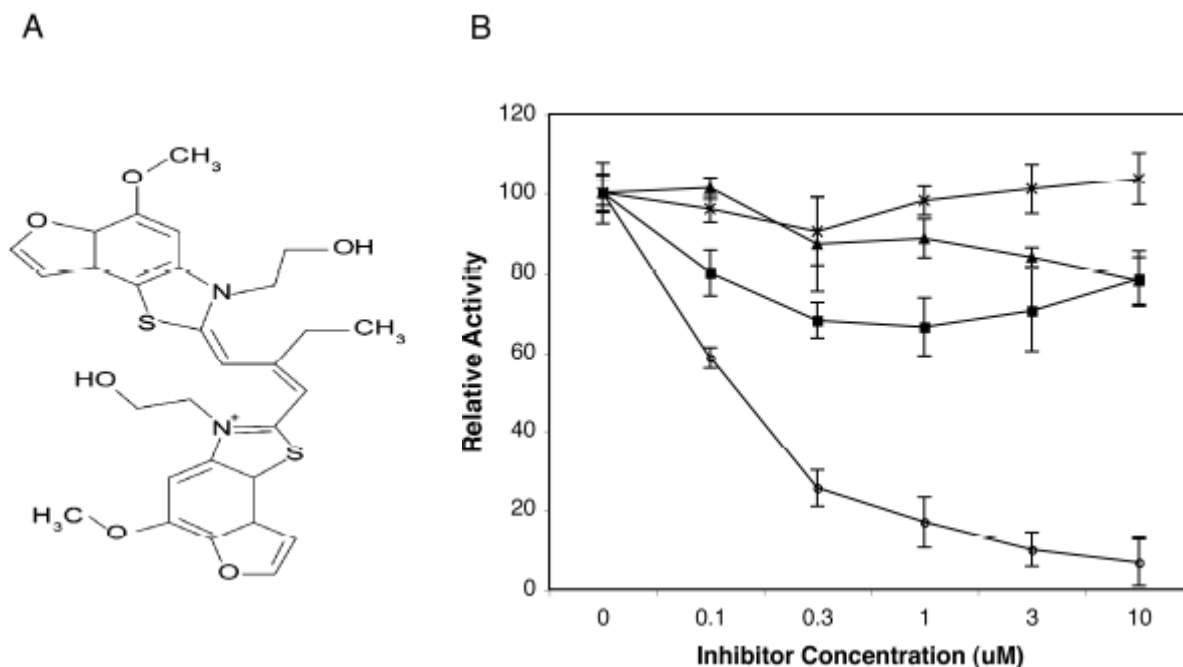 A
B
O
CH₃
O
OH
N
S
CH₃
HO
N⁺
S
H₃C
O
O
120
100
80
60
40
20
0
Relative Activity
0 0.1 0.3 1 3 10
Inhibitor Concentration (uM)